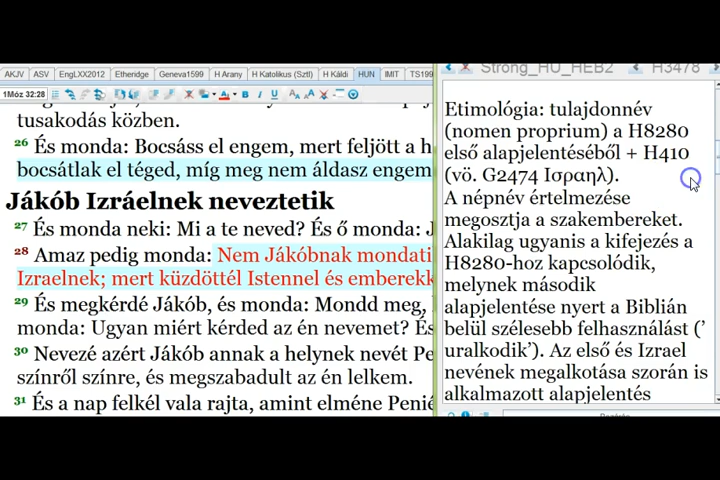 AKJV ASV EngLXX2012 Etheridge Geneva1599 H Arany H Katolikus (Sztl) H Káldi HUN IMIT TS199
1Móz 32:28
tusakodás közben.
26 És monda: Bocsáss el engem, mert feljött a h
bocsátlak el téged, míg meg nem áldasz engem
Jákób Izráelnek neveztetik
27 És monda neki: Mi a te neved? És ő monda: J
28 Amaz pedig monda: Nem Jákóbnak mondati
Izraelnek; mert küzdöttél Istennel és emberekk
29 És megkérdé Jákób, és monda: Mondd meg,
monda: Ugyan miért kérded az én nevemet? És
30 Nevezé azért Jákób annak a helynek nevét Pe
színről színre, és megszabadult az én lelkem.
31 És a nap felkél vala rajta, amint elméne Penié
Strong_HU_HEB2 H3478
Etimológia: tulajdonnév
(nomen proprium) a H8280
első alapjelentéséből + H410
(vö. G2474 Ισραηλ).
A népnév értelmezése
megosztja a szakembereket.
Alakilag ugyanis a kifejezés a
H8280-hoz kapcsolódik,
melynek második
alapjelentése nyert a Biblián
belül szélesebb felhasználást ('
uralkodik'). Az első és Izrael
nevének megalkotása szorán is
alkalmazott alapjelentés